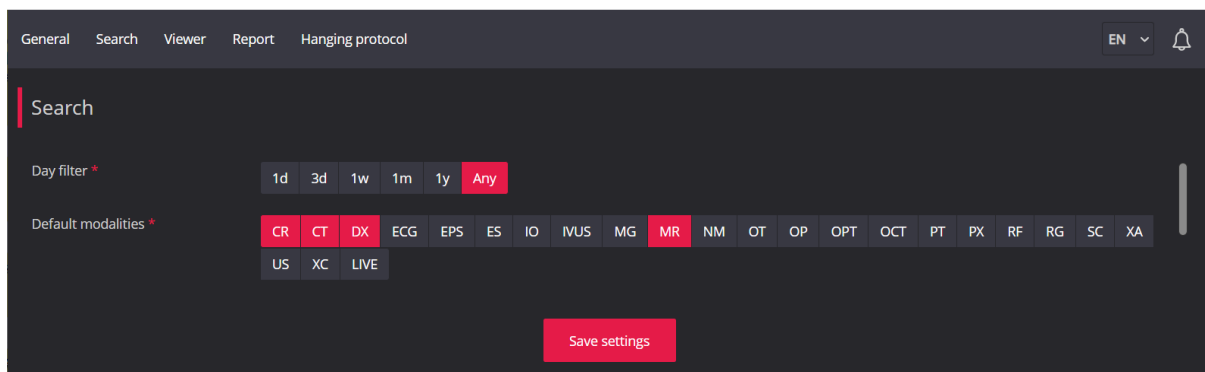 General Search Viewer Report Hanging protocol EN
Search
Day filter * 1d 3d 1w 1m 1y Any
Default modalities * CR CT DX ECG EPS ES IO IVUS MG MR NM OT OP OPT OCT PT PX RF RG SC XA
US XC LIVE
Save settings